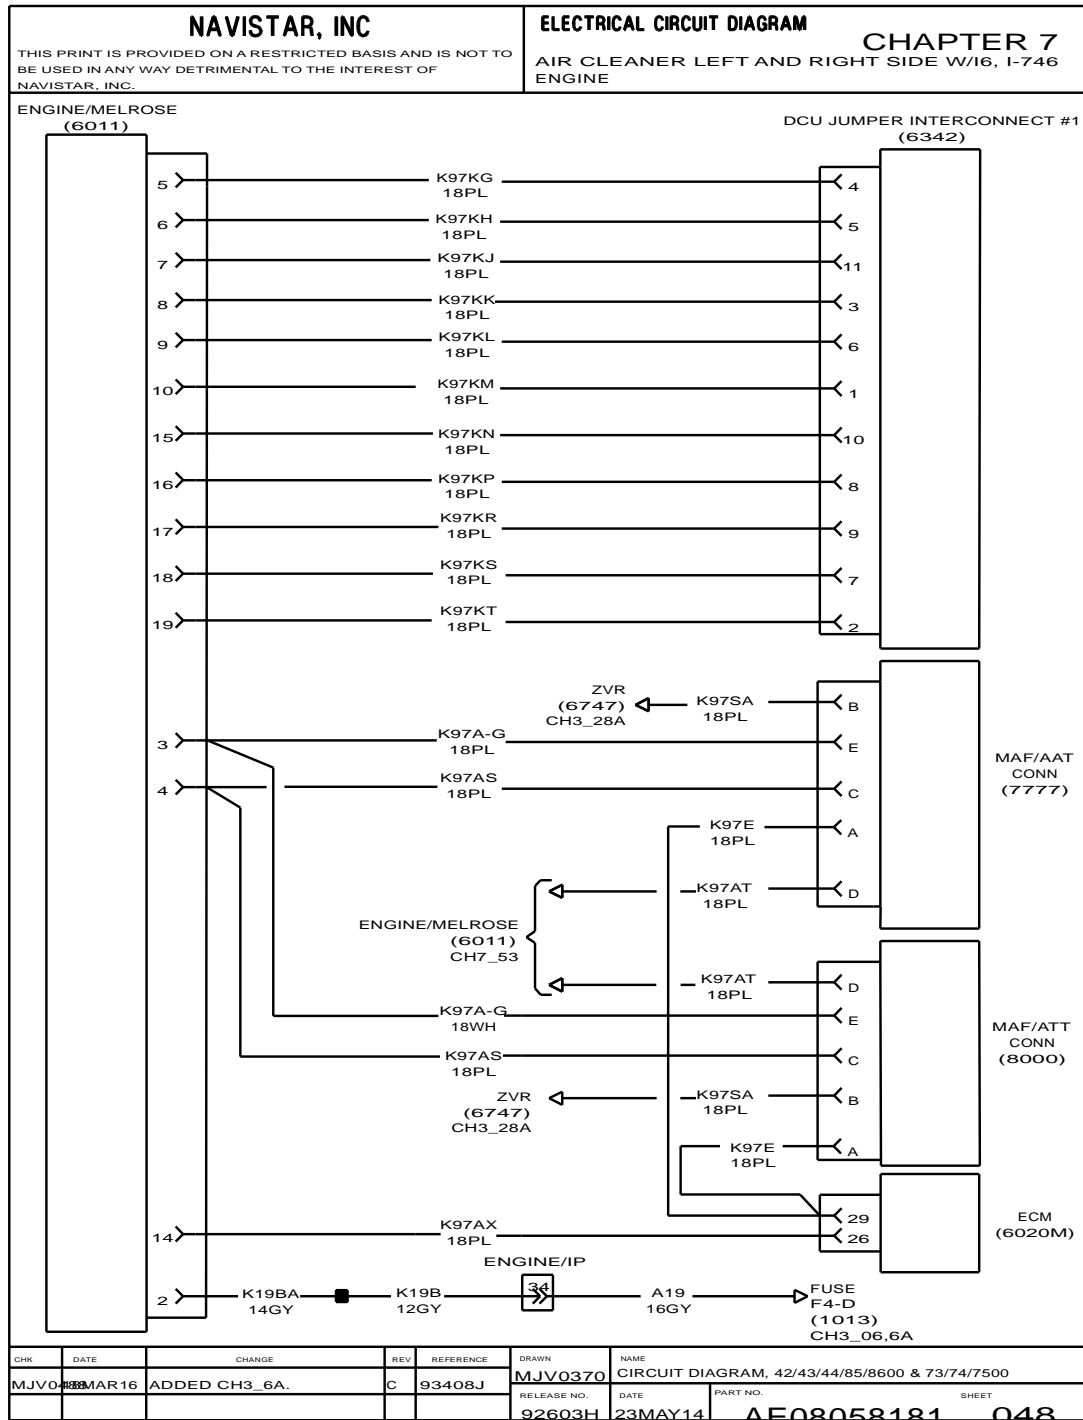 NAVISTAR, INC
THIS PRINT IS PROVIDED ON A RESTRICTED BASIS AND IS NOT TO
BE USED IN ANY WAY DETRIMENTAL TO THE INTEREST OF
NAVISTAR, INC.
ELECTRICAL CIRCUIT DIAGRAM
CHAPTER 7
AIR CLEANER LEFT AND RIGHT SIDE W/I6, I-746
ENGINE
ENGINE/MELROSE
(6011)
DCU JUMPER INTERCONNECT #1
(6342)
5 K97KG 4
18PL
6 K97KH 5
18PL
7 K97KJ 11
18PL
8 K97KK 3
18PL
9 K97KL 6
18PL
10 K97KM 1
18PL
15 K97KN 10
18PL
16 K97KP 8
18PL
17 K97KR 9
18PL
18 K97KS 7
18PL
19 K97KT 2
18PL
ZVR
(6747)
CH3_28A
K97SA B
18PL
3 K97A-G E
18PL
4 K97AS C
18PL
K97E A
18PL
K97AT D
18PL
MAF/AAT
CONN
(7777)
ENGINE/MELROSE
(6011)
CH7_53
K97AT D
18PL
K97A-G E
18WH
K97AS C
18PL
MAF/ATT
CONN
(8000)
ZVR
(6747)
CH3_28A
K97SA B
18PL
K97E A
18PL
29
14 K97AX 26
18PL
ECM
(6020M)
ENGINE/IP
34
2 K19BA K19B A19
14GY 12GY 16GY
FUSE
F4-D
(1013)
CH3_06,6A
CHK DATE CHANGE REV REFERENCE DRAWN NAME
MAR16 ADDED CH3_6A. C 93408J MJV0370 CIRCUIT DIAGRAM, 42/43/44/85/8600 & 73/74/7500
RELEASE NO. DATE PART NO. SHEET
92603H 23MAY14 AE08058181 048